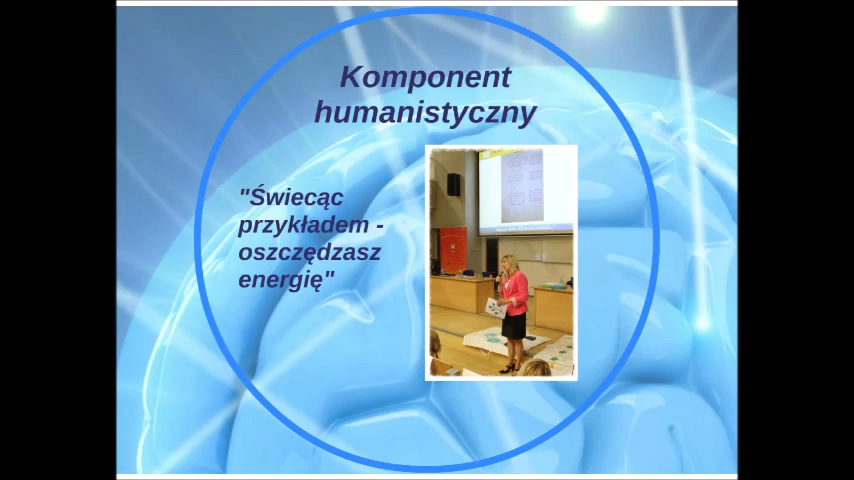 Komponent
humanistyczny
"Świecąc
przykładem -
oszczędzasz
energię"